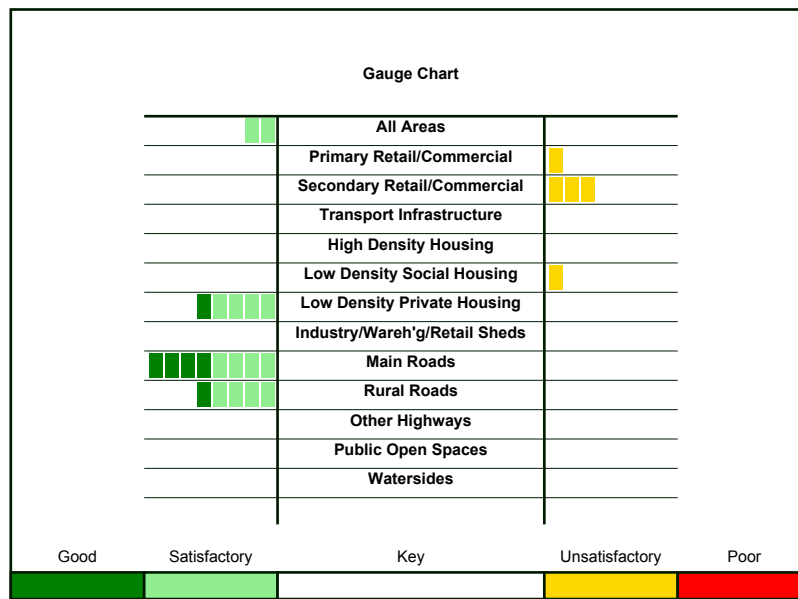 Gauge Chart
All Areas
Primary Retail/Commercial
Secondary Retail/Commercial
Transport Infrastructure
High Density Housing
Low Density Social Housing
Low Density Private Housing
Industry/Wareh'g/Retail Sheds
Main Roads
Rural Roads
Other Highways
Public Open Spaces
Watersides
Good Satisfactory Key Unsatisfactory Poor